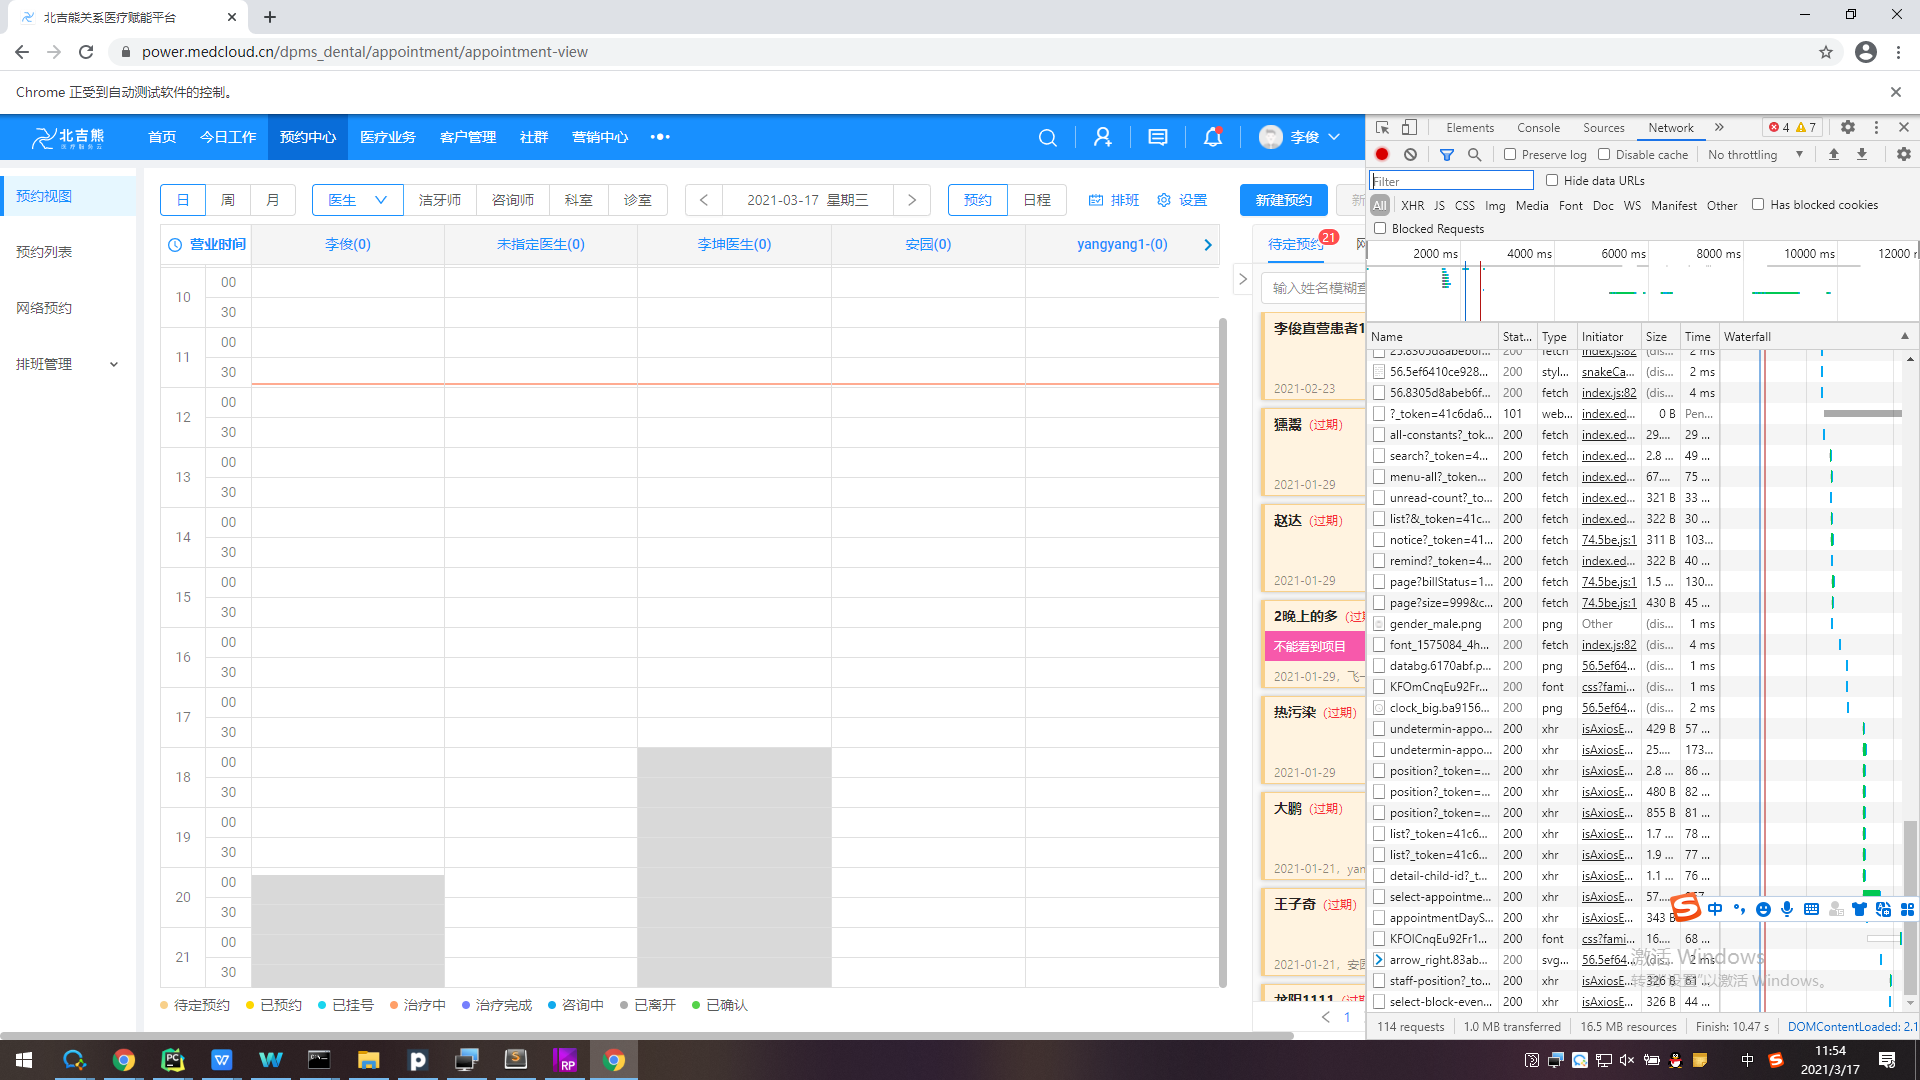 北吉熊关系医疗赋能平台
power.medcloud.cn/dpms_dental/appointment/appointment-view
Chrome 正受到自动测试软件的控制。
北吉熊
医疗服务云
首页 今日工作 预约中心 医疗业务 客户管理 社群 营销中心 •••
李俊
预约视图
预约列表
网络预约
排班管理
日 周 月 医生 洁牙师 咨询师 科室 诊室 2021-03-17 星期三 预约 日程 排班 设置 新建预约
营业时间 李俊(0) 未指定医生(0) 李坤医生(0) 安园(0) yangyang1-(0)
10 00
30
11 00
30
12 00
30
13 00
30
14 00
30
15 00
30
16 00
30
17 00
30
18 00
30
19 00
30
20 00
30
21 00
30
待定预约 已预约 已挂号 治疗中 治疗完成 咨询中 已离开 已确认
待定预约 21
输入姓名模糊查
李俊直营患者1
2021-02-23
(过期)
2021-01-29
赵达 (过期)
2021-01-29
2晚上的多 (过期
不能看到项目
2021-01-29，飞一
热污染 (过期)
2021-01-29
大鹏 (过期)
2021-01-21，yan
王子奇 (过期)
2021-01-21，安园
龙阳1111 (过期
1
Elements Console Sources Network 4 7
Preserve log Disable cache No throttling
Filter Hide data URLs
All XHR JS CSS Img Media Font Doc WS Manifest Other Has blocked cookies
Blocked Requests
2000 ms 4000 ms 6000 ms 8000 ms 10000 ms 12000 r
Name Stat... Type Initiator Size Time Waterfall
25.8305d8abeb6f... 200 fetch index.js:82 (dis... 2 ms
56.5ef6410ce928... 200 styl... snakeCa... (dis... 2 ms
56.8305d8abeb6f... 200 fetch index.js:82 (dis... 4 ms
?_token=41c6da6... 101 web... index.ed... 0 B Pen...
all-constants?_tok... 200 fetch index.ed... 29.... 29 ...
search?_token=4... 200 fetch index.ed... 2.8 ... 49 ...
menu-all?_token... 200 fetch index.ed... 67.... 75 ...
unread-count?_to... 200 fetch index.ed... 321 B 33 ...
list?&_token=41c... 200 fetch index.ed... 322 B 30 ...
notice?_token=41... 200 fetch 74.5be.js:1 311 B 103...
remind?_token=4... 200 fetch index.ed... 322 B 40 ...
page?billStatus=1... 200 fetch 74.5be.js:1 1.5 ... 130...
page?size=999&c... 200 fetch 74.5be.js:1 430 B 45 ...
gender_male.png 200 png Other (dis... 1 ms
font_1575084_4h... 200 fetch index.js:82 (dis... 4 ms
databg.6170abf.p... 200 png 56.5ef64... (dis... 1 ms
KFOmCnqEu92Fr... 200 font css?fami... (dis... 1 ms
clock_big.ba9156... 200 png 56.5ef64... (dis... 2 ms
undetermin-appo... 200 xhr isAxiosE... 429 B 57 ...
undetermin-appo... 200 xhr isAxiosE... 25.... 173...
position?_token=... 200 xhr isAxiosE... 2.8 ... 86 ...
position?_token=... 200 xhr isAxiosE... 480 B 82 ...
position?_token=... 200 xhr isAxiosE... 855 B 81 ...
list?_token=41c6... 200 xhr isAxiosE... 1.7 ... 78 ...
list?_token=41c6... 200 xhr isAxiosE... 1.9 ... 77 ...
detail-child-id?_t... 200 xhr isAxiosE... 1.1 ... 76 ...
select-appointme... 200 xhr isAxiosE... 57....
appointmentDayS... 200 xhr isAxiosE... 343 B
KFOlCnqEu92Fr1... 200 font css?fami... 16.... 68 ...
arrow_right.83ab... 200 svg... 56.5ef64... (dis... 2 ms
staff-position?_to... 200 xhr isAxiosE... 326 B 61 ...
select-block-even... 200 xhr isAxiosE... 326 B 44 ...
中
激活 Windows
转到“设置”以激活 Windows。
114 requests 1.0 MB transferred 16.5 MB resources Finish: 10.47 s DOMContentLoaded: 2.1
中
11:54
2021/3/17